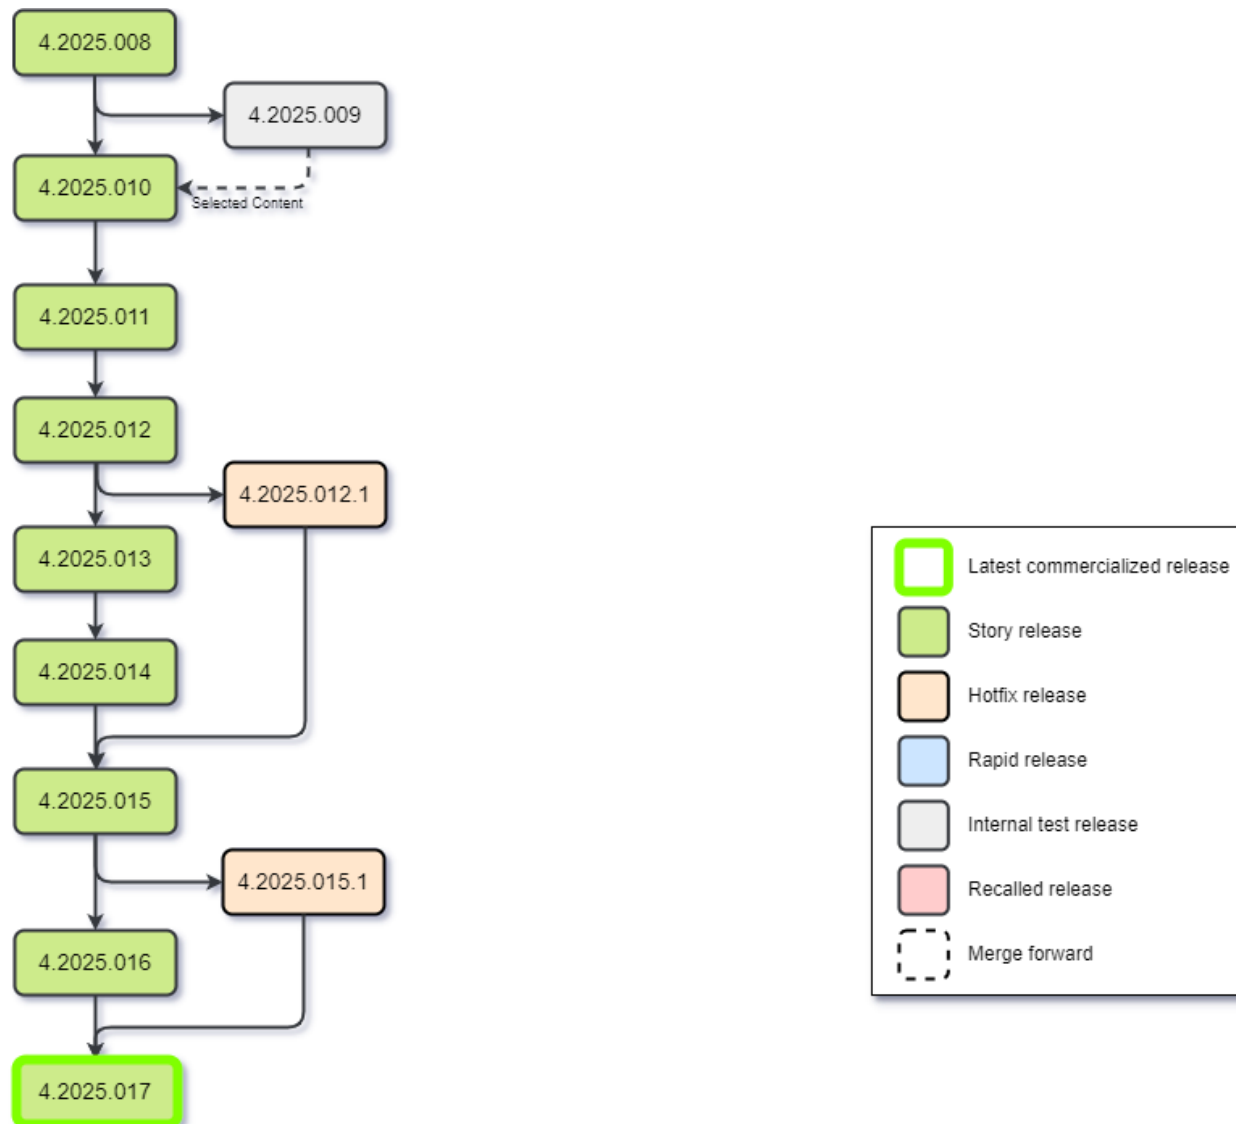 4.2025.008
4.2025.009
4.2025.010
Selected Content
4.2025.011
4.2025.012
4.2025.012.1
4.2025.013
4.2025.014
4.2025.015
4.2025.015.1
4.2025.016
4.2025.017
Latest commercialized release
Story release
Hotfix release
Rapid release
Internal test release
Recalled release
Merge forward